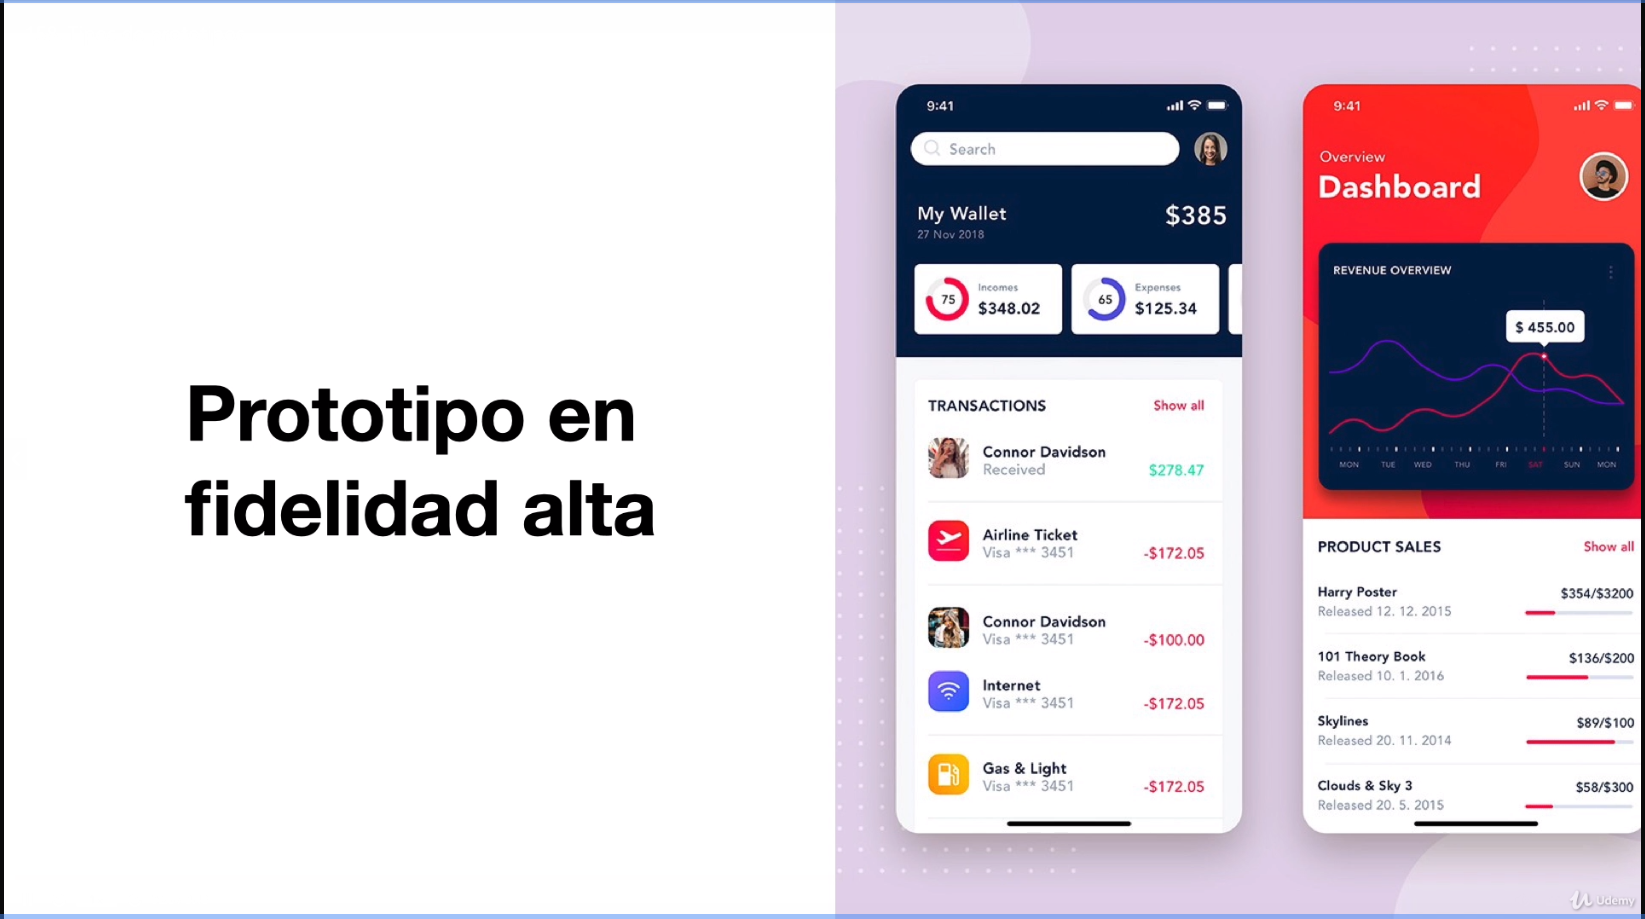 Prototipo en
fidelidad alta
9:41
Search
My Wallet
$385
27 Nov 2018
75
Incomes
$348.02
65
Expenses
$125.34
TRANSACTIONS
Show all
Connor Davidson
Received
$278.47
Airline Ticket
Visa *** 3451
-$172.05
Connor Davidson
Visa *** 3451
-$100.00
Internet
Visa *** 3451
-$172.05
Gas & Light
Visa *** 3451
-$172.05
9:41
Overview
Dashboard
REVENUE OVERVIEW
$ 455.00
MON TUE WED THU FRI SAT SUN MON
PRODUCT SALES
Show all
Harry Poster
$354/$3200
Released 12. 12. 2015
101 Theory Book
$136/$200
Released 10. 1. 2016
Skylines
$89/$100
Released 20. 11. 2014
Clouds & Sky 3
$58/$300
Released 20. 5. 2015
Udemy